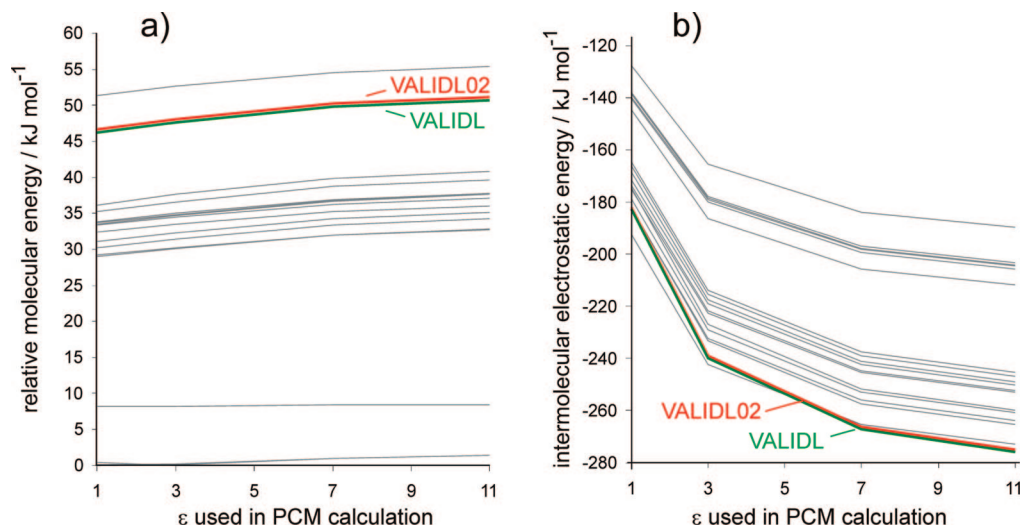 a)
relative molecular energy / kJ mol⁻¹
60
55
50
45
40
35
30
25
20
15
10
5
0
VALIDL02
VALIDL
1 3 5 7 9 11
ε used in PCM calculation
b)
intermolecular electrostatic energy / kJ mol⁻¹
-120
-140
-160
-180
-200
-220
-240
-260
-280
VALIDL02
VALIDL
1 3 5 7 9 11
ε used in PCM calculation